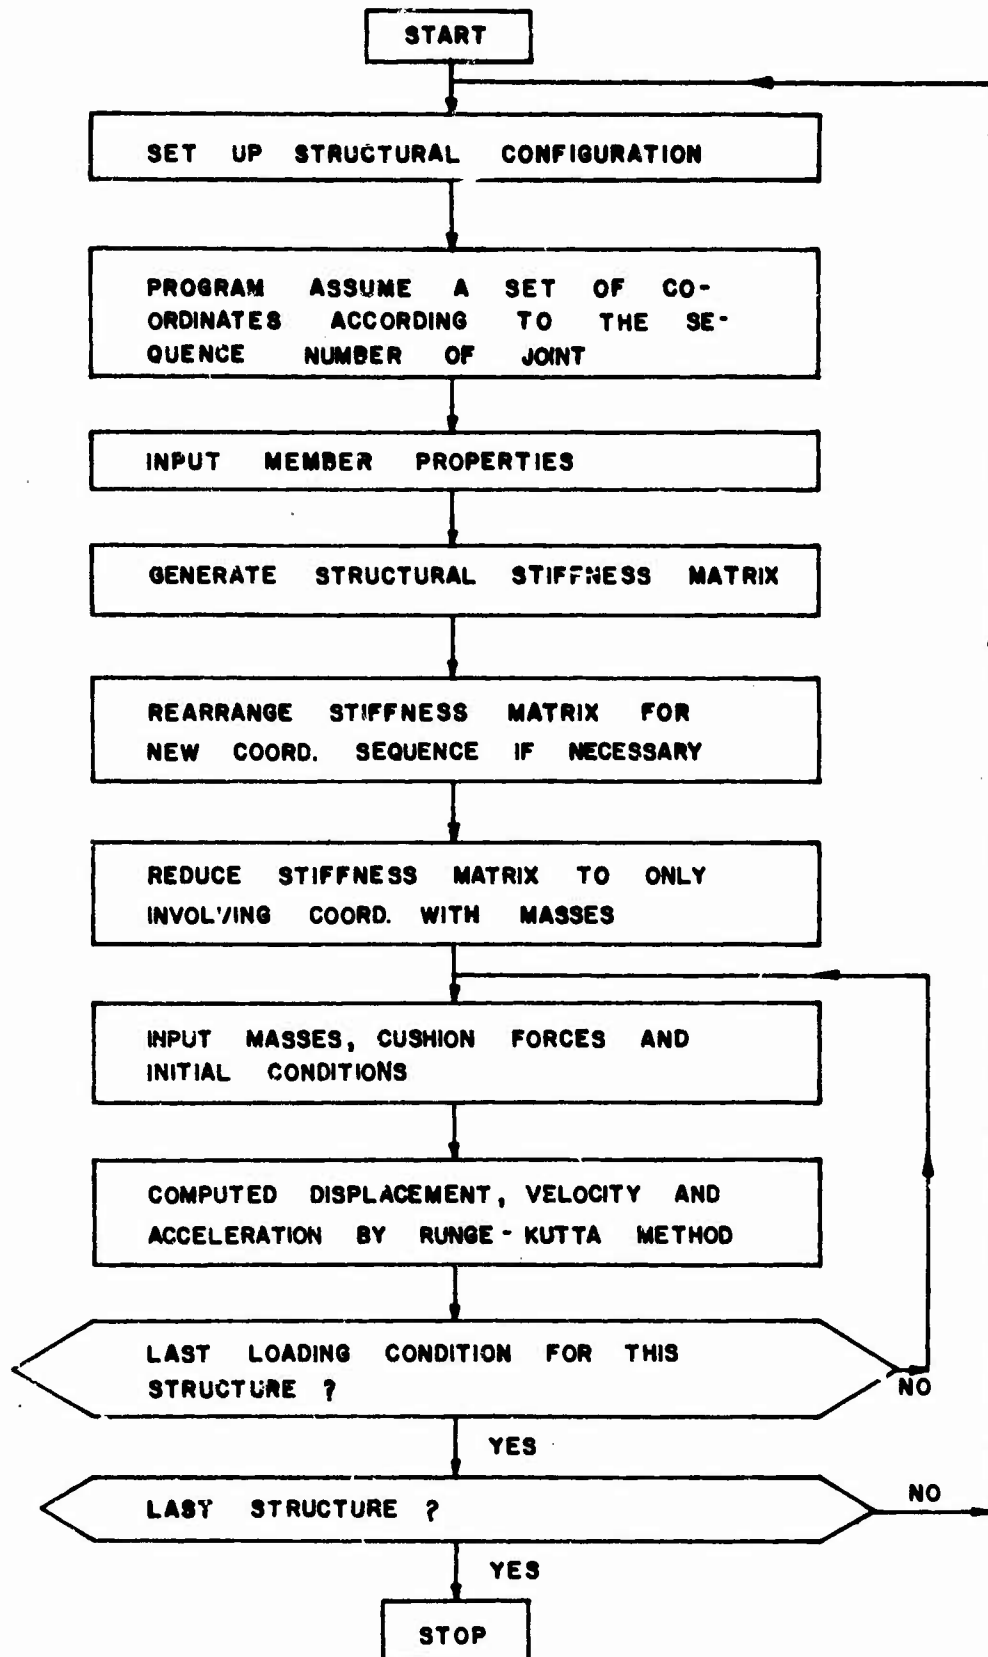 START
SET UP STRUCTURAL CONFIGURATION
PROGRAM ASSUME A SET OF CO-
ORDINATES ACCORDING TO THE SE-
QUENCE NUMBER OF JOINT
INPUT MEMBER PROPERTIES
GENERATE STRUCTURAL STIFFNESS MATRIX
REARRANGE STIFFNESS MATRIX FOR
NEW COORD. SEQUENCE IF NECESSARY
REDUCE STIFFNESS MATRIX TO ONLY
INVOLVING COORD. WITH MASSES
INPUT MASSES, CUSHION FORCES AND
INITIAL CONDITIONS
COMPUTED DISPLACEMENT, VELOCITY AND
ACCELERATION BY RUNGE - KUTTA METHOD
LAST LOADING CONDITION FOR THIS
STRUCTURE ?
NO
YES
LAST STRUCTURE ?
NO
YES
STOP